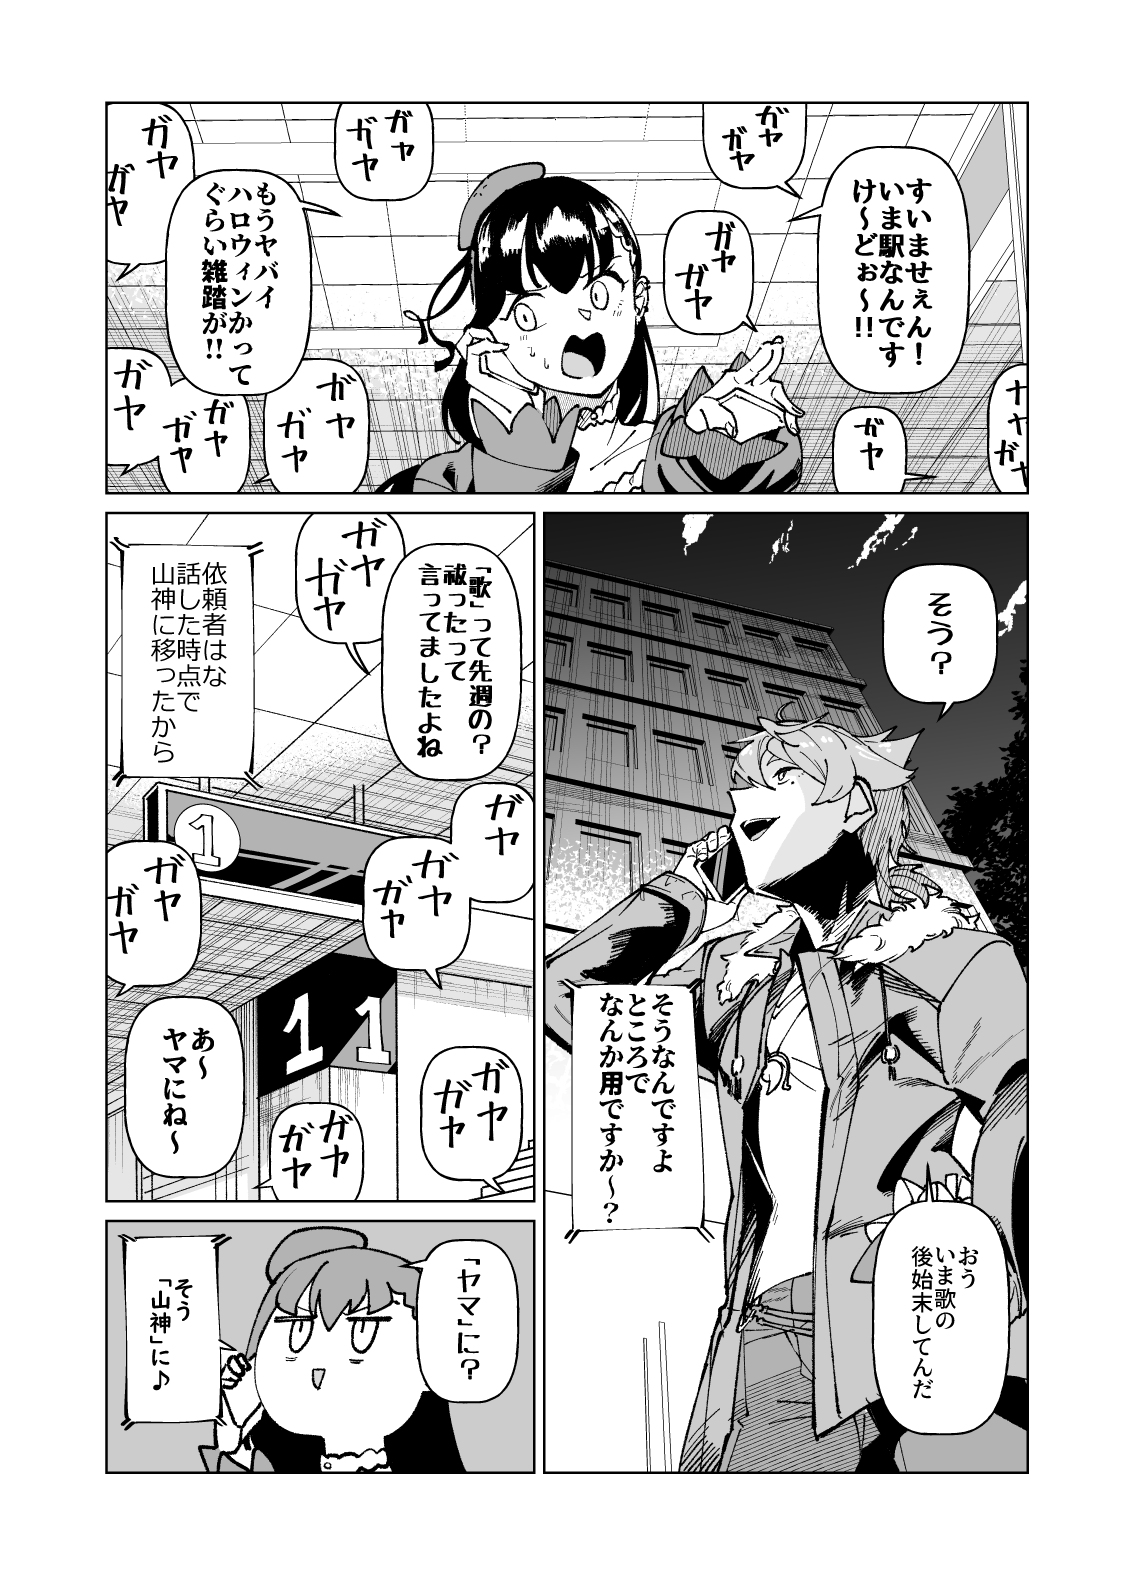 すいませぇん！
いま駅なんです
け〜どぉ〜!!
ガヤ
ガヤ
ガヤ
ガヤ
ガヤ
ガヤ
ガヤ
ガヤ
ガヤ
もうヤバイ
ハロウィンかって
ぐらい雑踏が!!
ガヤ
ガヤ
ガヤ
ガヤ
ガヤ
ガヤ
ガヤ
そう？
そうなんですよ
ところで
なんか用ですか〜？
おう
いま歌の
後始末してんだ
「歌」って先週の？
祓ったって
言ってましたよね
ガヤ
ガヤ
依頼者はな
話した時点で
山神に移ったから
1
ガヤ
ガヤ
ガヤ
ガヤ
ガヤ
11
あ〜
ヤマにね〜
ガヤ
ガヤ
ガヤ
ガヤ
「ヤマ」に？
そう
「山神」に♪